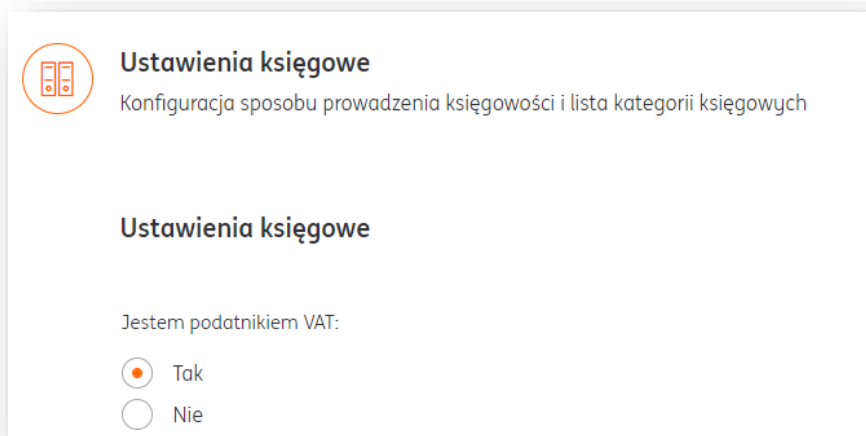 Ustawienia księgowe
Konfiguracja sposobu prowadzenia księgowości i lista kategorii księgowych
Ustawienia księgowe
Jestem podatnikiem VAT:
Tak
Nie